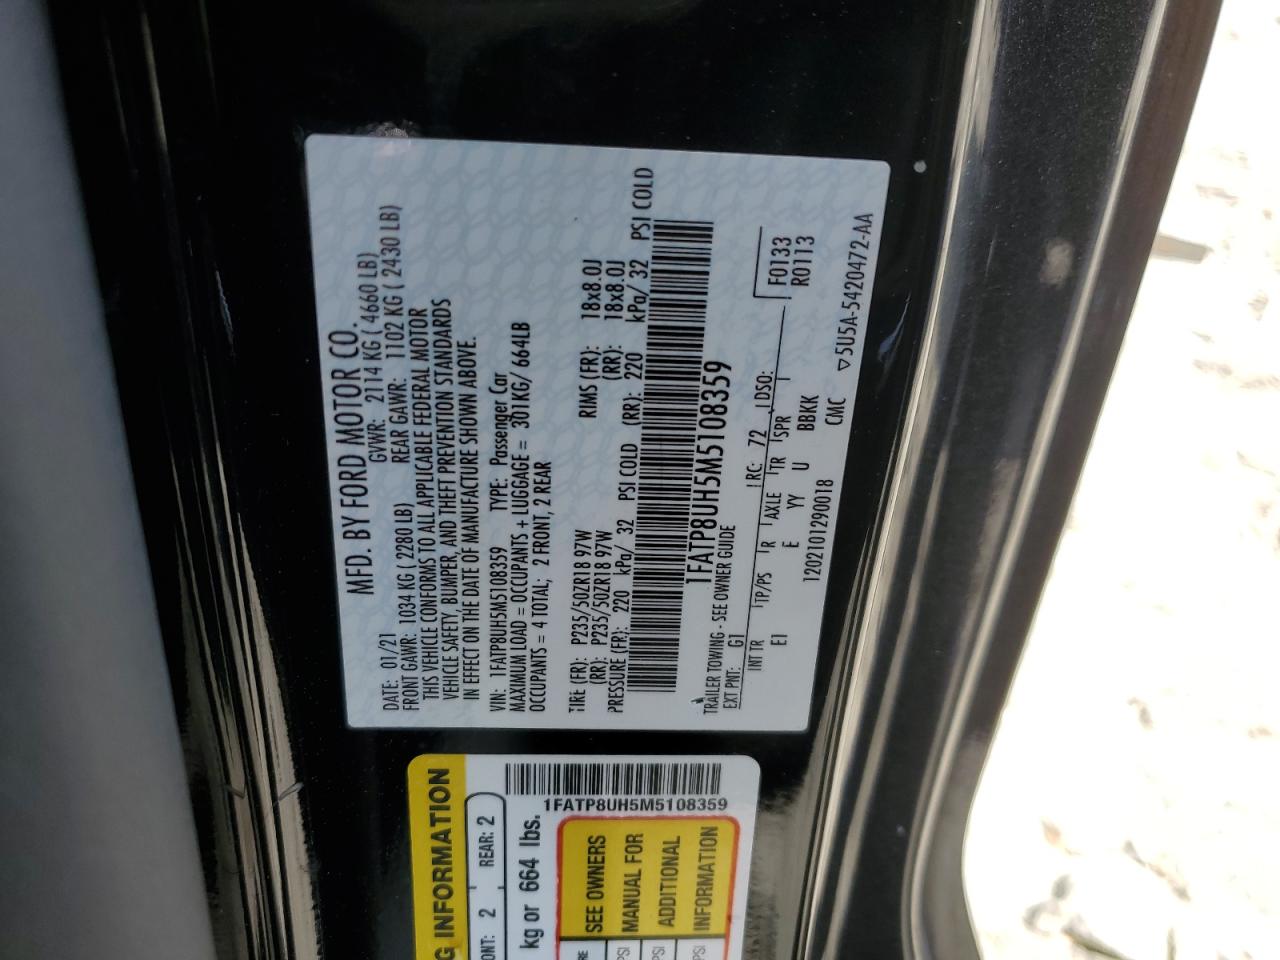 MFD. BY FORD MOTOR CO.
DATE: 01/21 GVWR: 2114 KG ( 4660 LB)
FRONT GAWR: 1034 KG ( 2280 LB) REAR GAWR: 1102 KG ( 2430 LB)
THIS VEHICLE CONFORMS TO ALL APPLICABLE FEDERAL MOTOR
VEHICLE SAFETY, BUMPER, AND THEFT PREVENTION STANDARDS
IN EFFECT ON THE DATE OF MANUFACTURE SHOWN ABOVE.
VIN: 1FATP8UH5M5108359 TYPE: Passenger Car
MAXIMUM LOAD = OCCUPANTS + LUGGAGE = 301KG/ 664LB
OCCUPANTS = 4 TOTAL; 2 FRONT, 2 REAR
TIRE (FR): P235/50ZR18 97W RIMS (FR): 18x8.0J
(RR): P235/50ZR18 97W (RR): 18x8.0J
PRESSURE (FR): 220 kPa/ 32 PSI COLD (RR): 220 kPa/ 32 PSI COLD
1FATP8UH5M5108359
TRAILER TOWING - SEE OWNER GUIDE
EXT PNT: G1 RC: 72 DSO: F0133
INT TR TP/PS R AXLE TR SPR R0113
E1 E YY U BBKK
1202101290018 CMC ▽5U5A-5420472-AA
G INFORMATION
ONT: 2 REAR: 2
kg or 664 lbs.
1FATP8UH5M5108359
SEE OWNERS
MANUAL FOR
ADDITIONAL
INFORMATION
RE
PSI
PSI
PSI